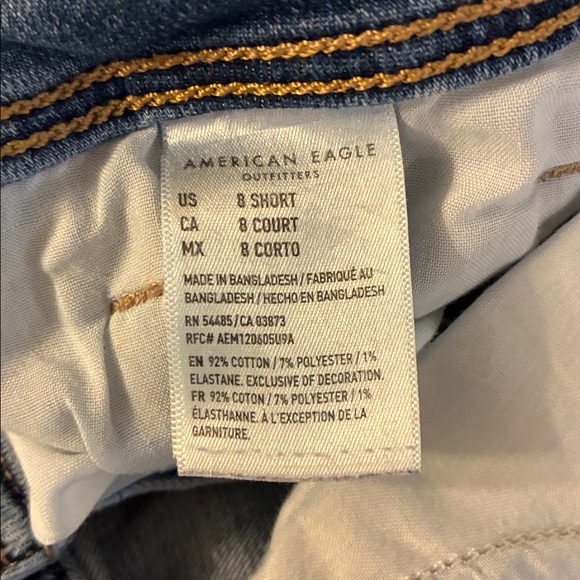 AMERICAN EAGLE
OUTFITTERS
US 8 SHORT
CA 8 COURT
MX 8 CORTO
MADE IN BANGLADESH / FABRIQUÉ AU
BANGLADESH / HECHO EN BANGLADESH
RN 54485 / CA 03873
RFC# AEM120605U9A
EN 92% COTTON / 7% POLYESTER / 1%
ELASTANE. EXCLUSIVE OF DECORATION.
FR 92% COTON / 7% POLYESTER / 1%
ÉLASTHANNE. À L'EXCEPTION DE LA
GARNITURE.